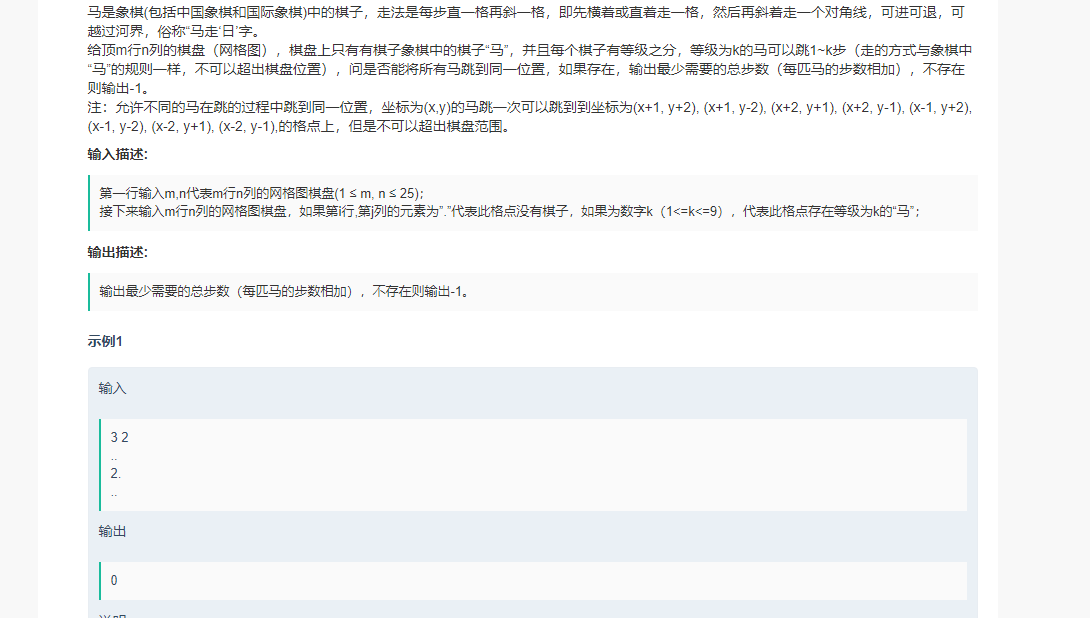 马是象棋(包括中国象棋和国际象棋)中的棋子，走法是每步直一格再斜一格，即先横着或直着走一格，然后再斜着走一个对角线，可进可退，可
越过河界，俗称“马走‘日’字。
给顶m行n列的棋盘（网格图），棋盘上只有有棋子象棋中的棋子“马”，并且每个棋子有等级之分，等级为k的马可以跳1~k步（走的方式与象棋中
“马”的规则一样，不可以超出棋盘位置），问是否能将所有马跳到同一位置，如果存在，输出最少需要的总步数（每匹马的步数相加），不存在
则输出-1。
注：允许不同的马在跳的过程中跳到同一位置，坐标为(x,y)的马跳一次可以跳到到坐标为(x+1, y+2), (x+1, y-2), (x+2, y+1), (x+2, y-1), (x-1, y+2),
(x-1, y-2), (x-2, y+1), (x-2, y-1),的格点上，但是不可以超出棋盘范围。
输入描述:
第一行输入m,n代表m行n列的网格图棋盘(1 ≤ m, n ≤ 25);
接下来输入m行n列的网格图棋盘，如果第i行,第j列的元素为”.”代表此格点没有棋子，如果为数字k（1<=k<=9），代表此格点存在等级为k的“马”;
输出描述:
输出最少需要的总步数（每匹马的步数相加），不存在则输出-1。
示例1
输入
3 2
..
2.
..
输出
0